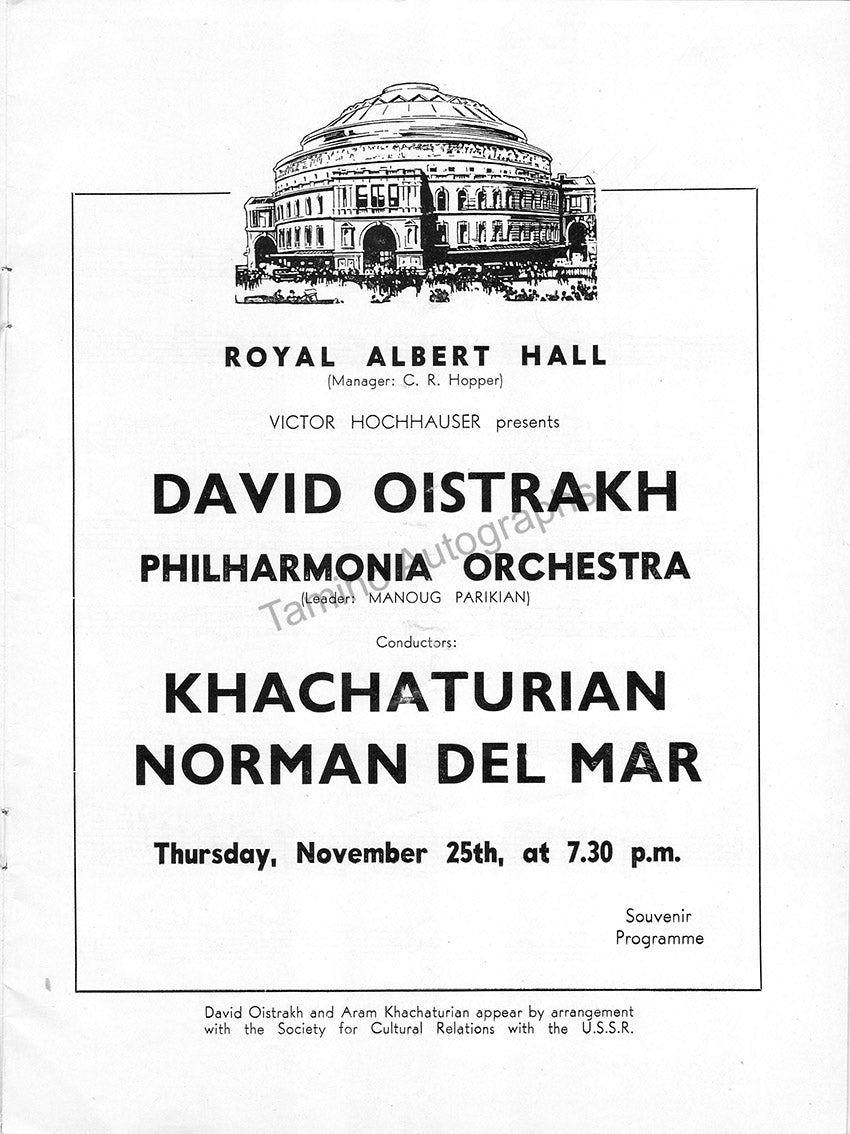 ROYAL ALBERT HALL
(Manager: C. R. Hopper)
VICTOR HOCHHAUSER presents
DAVID OISTRAKH
PHILHARMONIA ORCHESTRA
(Leader: MANOUG PARIKIAN)
Tamino Autographs
Conductors:
KHACHATURIAN
NORMAN DEL MAR
Thursday, November 25th, at 7.30 p.m.
Souvenir
Programme
David Oistrakh and Aram Khachaturian appear by arrangement
with the Society for Cultural Relations with the U.S.S.R.